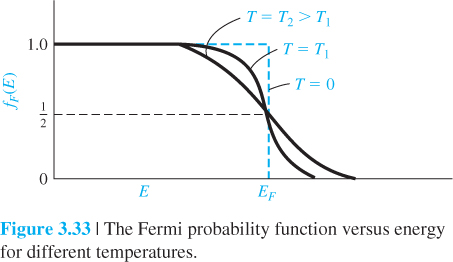 T = T₂ > T₁
1.0
T = T₁
f_F(E)
T = 0
1/2
0
E
E_F
Figure 3.33 | The Fermi probability function versus energy
for different temperatures.